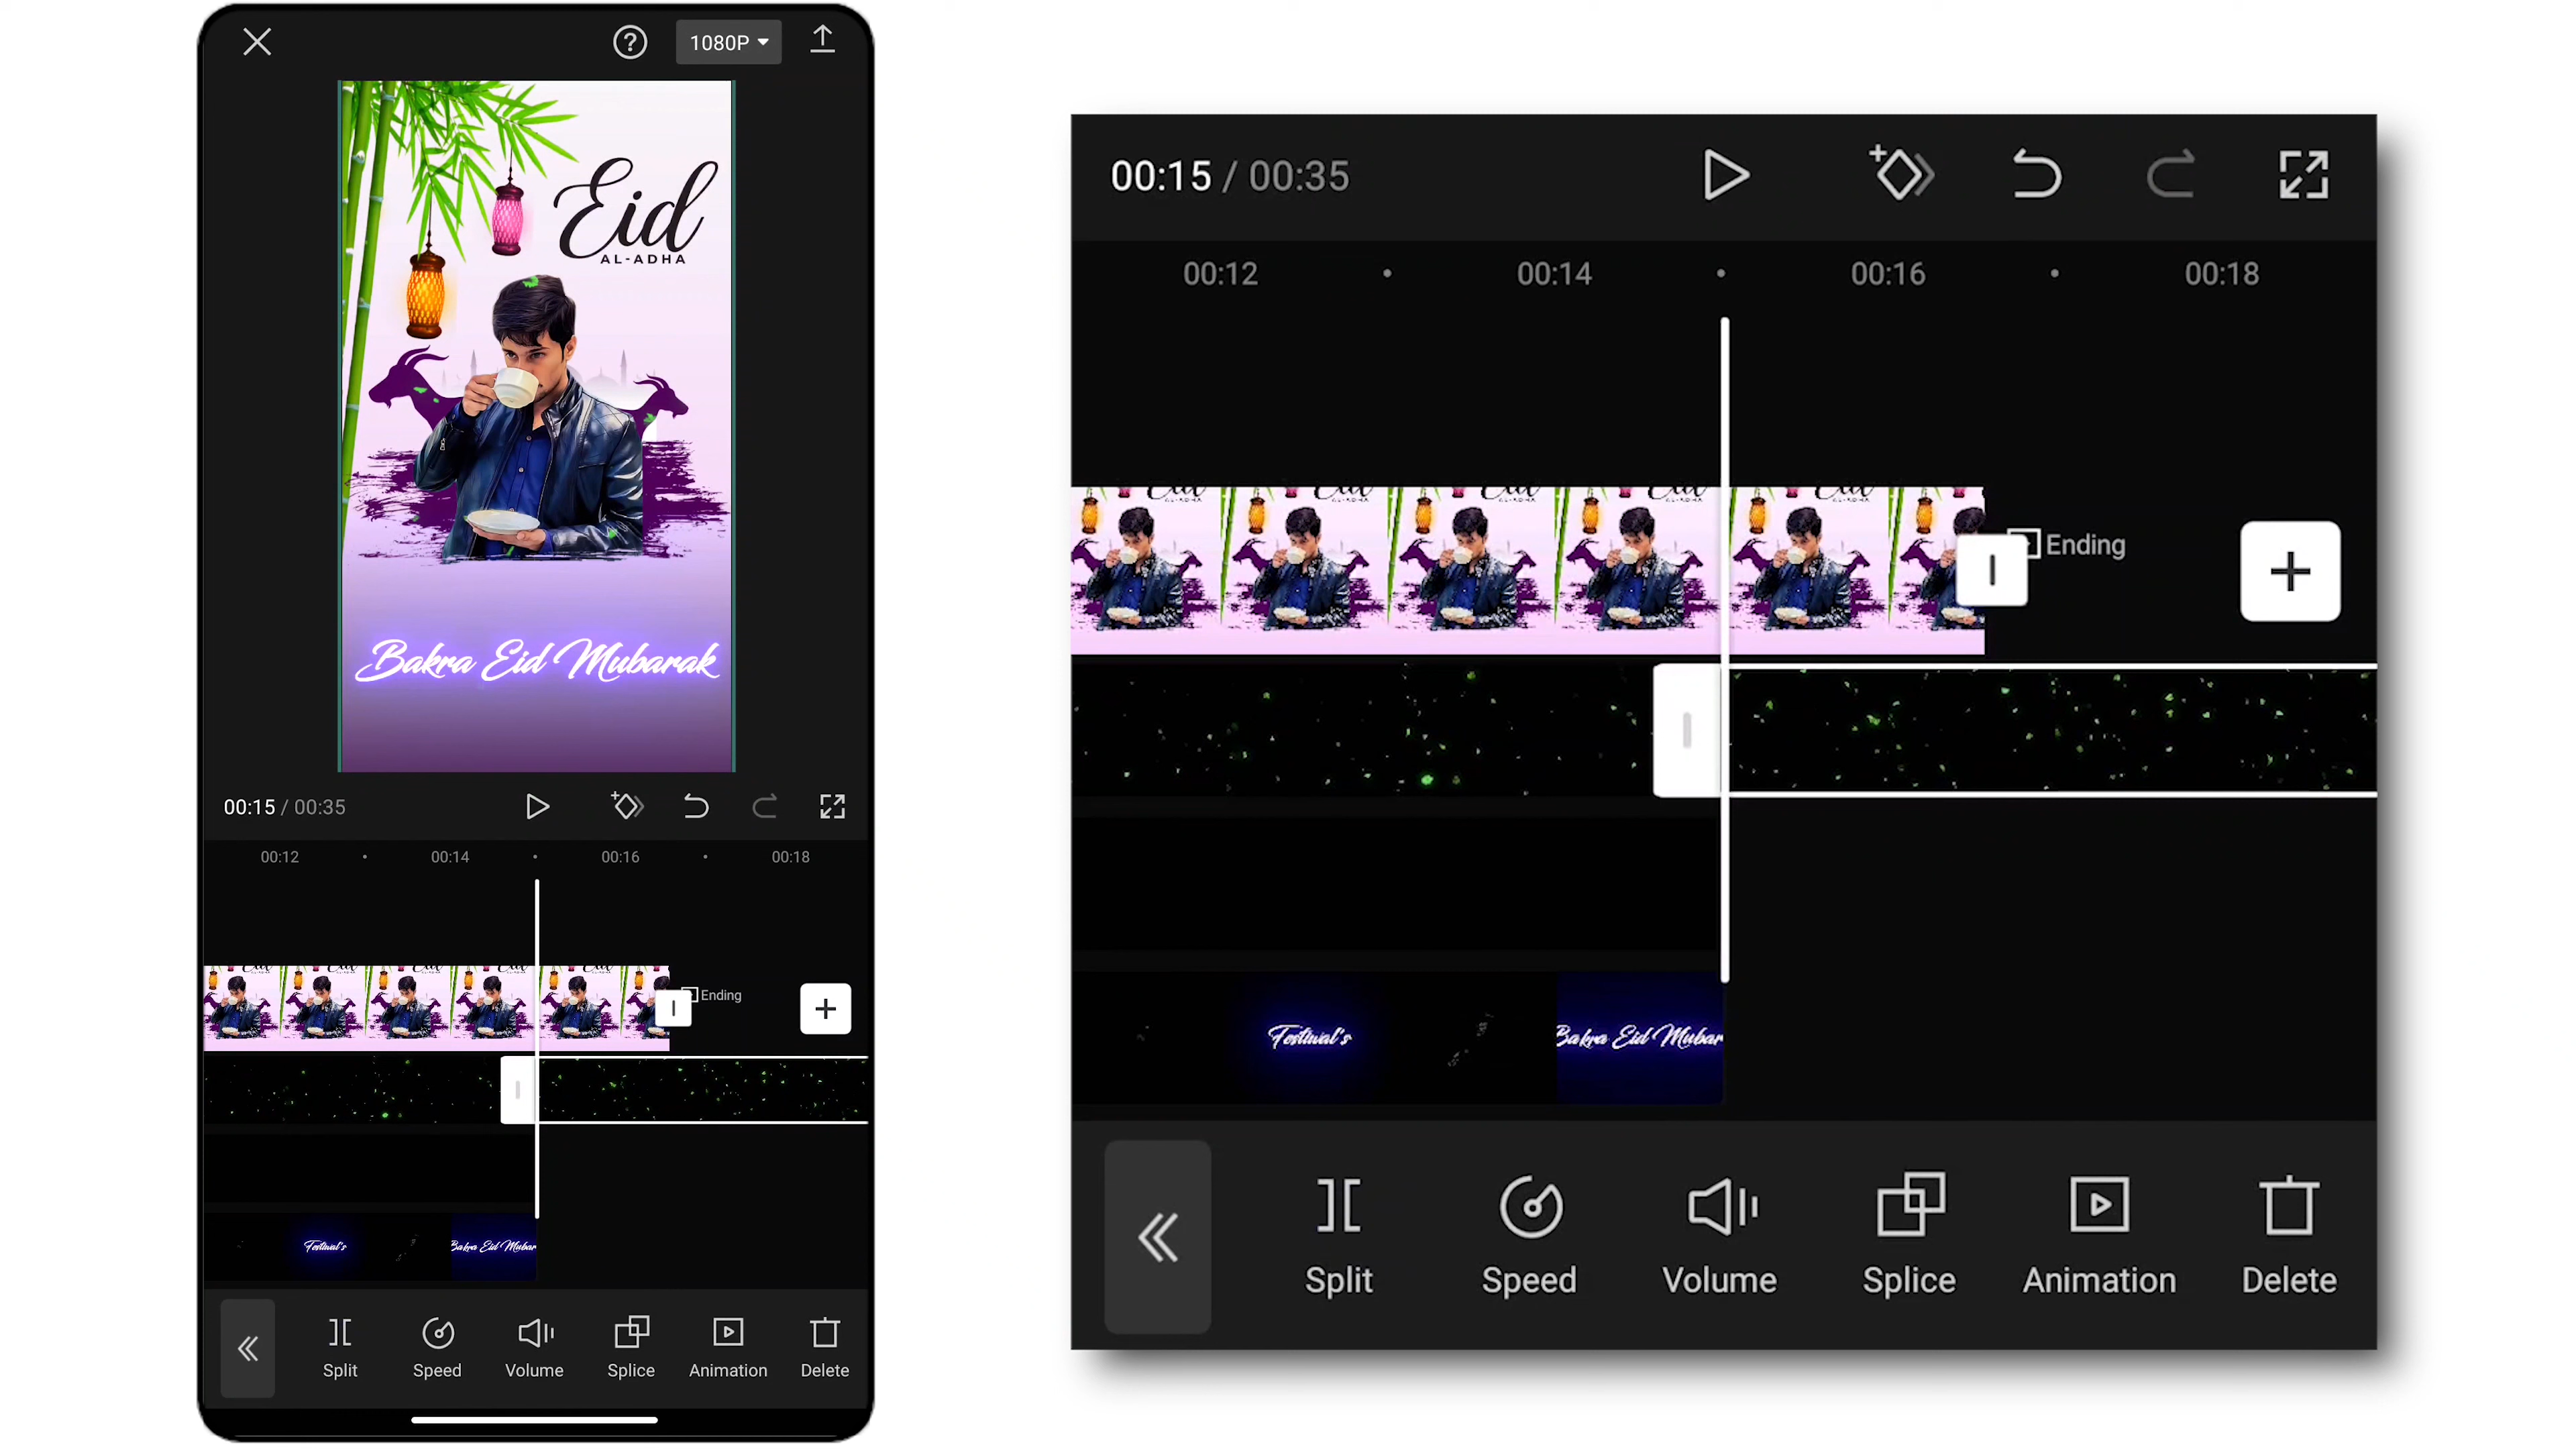 1080P
Eid
AL-ADHA
Bakra Eid Mubarak
00:15 / 00:35
00:12
00:14
00:16
00:18
Ending
Festiwal's
Bakra Eid Mubar
Split
Speed
Volume
Splice
Animation
Delete
00:15 / 00:35
00:12
00:14
00:16
00:18
Ending
Festiwal's
Bakra Eid Mubar
Split
Speed
Volume
Splice
Animation
Delete